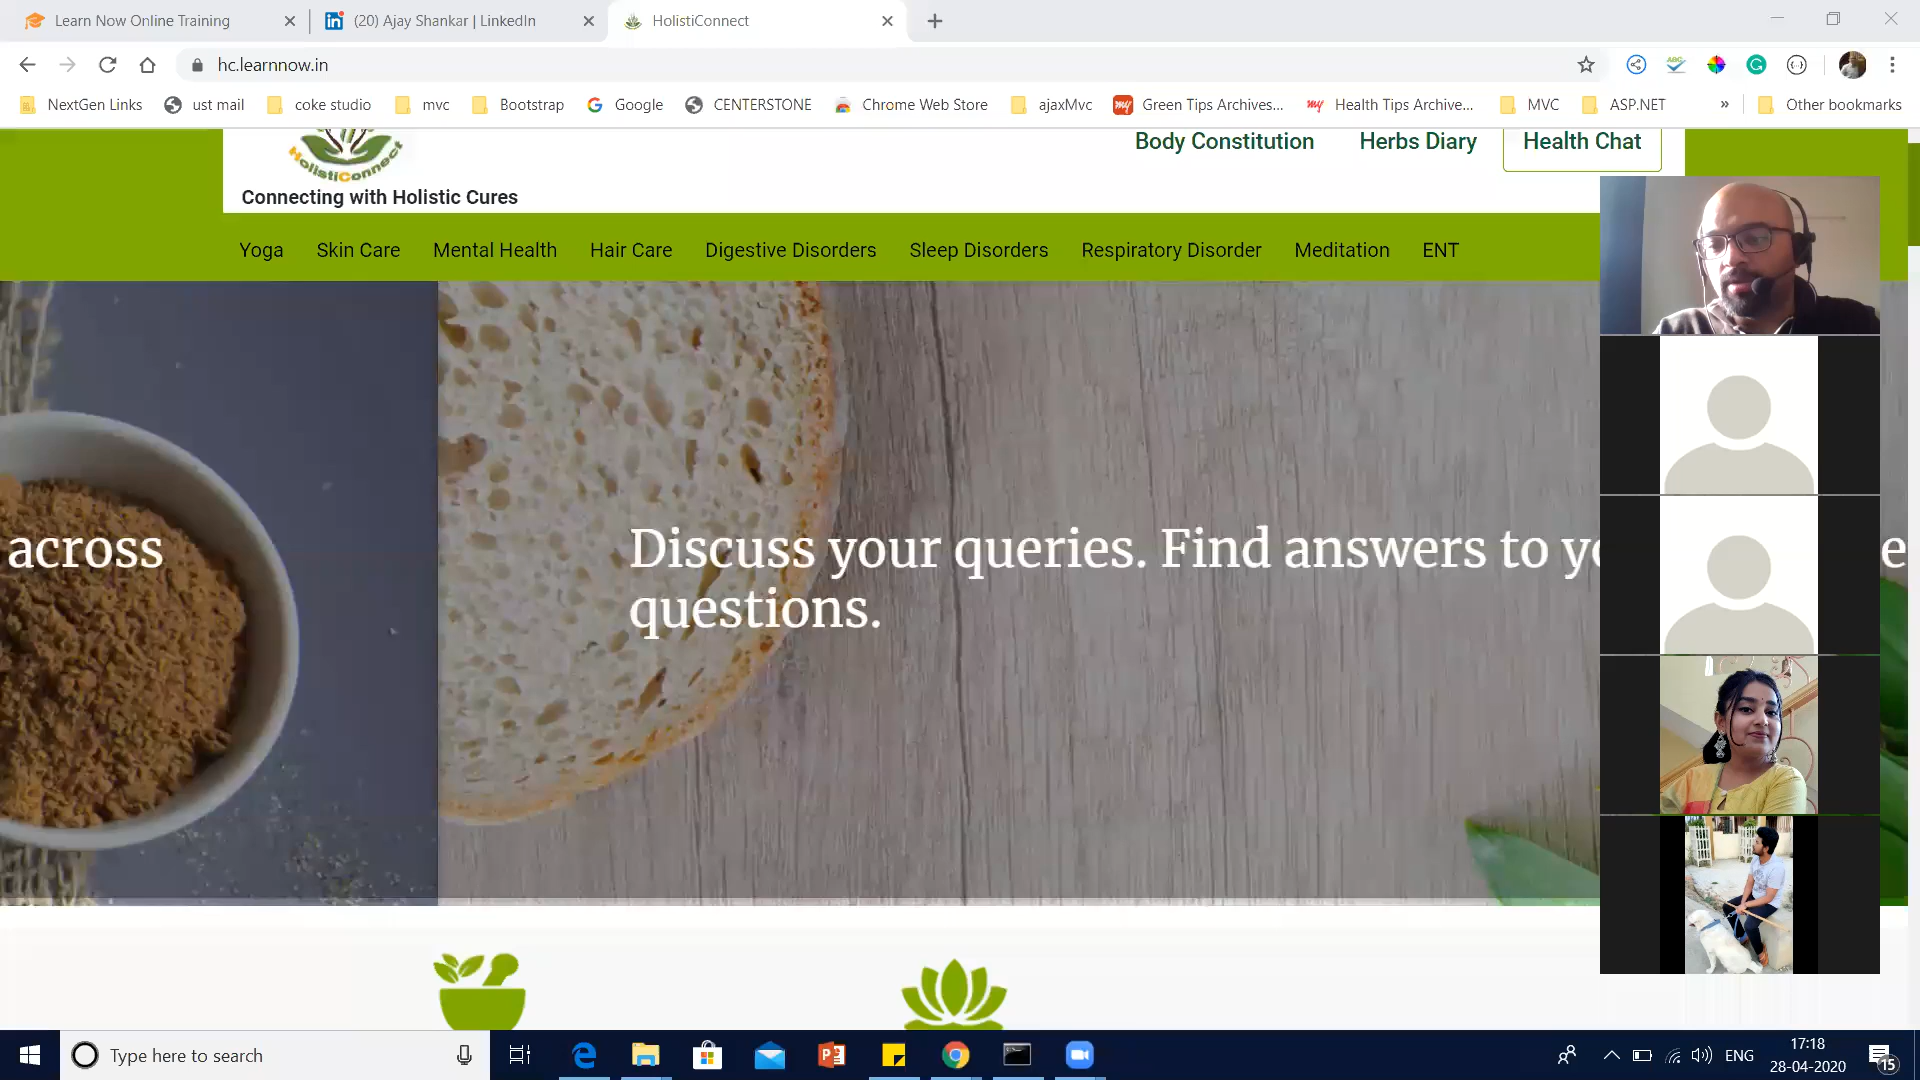 Learn Now Online Training
(20) Ajay Shankar | LinkedIn
HolistiConnect
hc.learnnow.in
NextGen Links
ust mail
coke studio
mvc
Bootstrap
Google
CENTERSTONE
Chrome Web Store
ajaxMvc
Green Tips Archives...
Health Tips Archive...
MVC
ASP.NET
»
Other bookmarks
HolistiConnect
Connecting with Holistic Cures
Body Constitution
Herbs Diary
Health Chat
Yoga
Skin Care
Mental Health
Hair Care
Digestive Disorders
Sleep Disorders
Respiratory Disorder
Meditation
ENT
across
Discuss your queries. Find answers to
questions.
Type here to search
ENG
17:18
28-04-2020
15